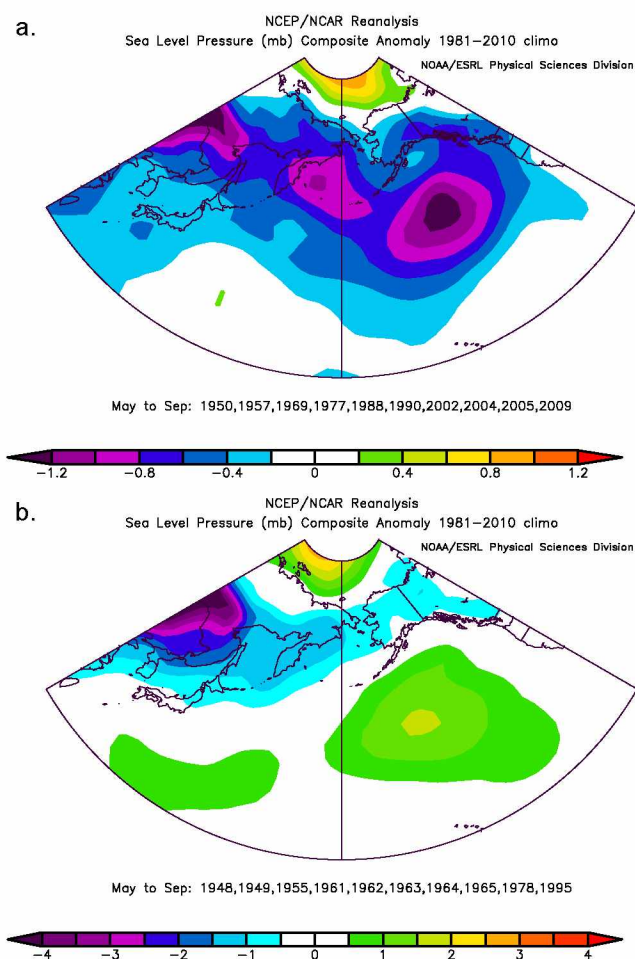 a.
NCEP/NCAR Reanalysis
Sea Level Pressure (mb) Composite Anomaly 1981-2010 climo
NOAA/ESRL Physical Sciences Division
May to Sep: 1950,1957,1969,1977,1988,1990,2002,2004,2005,2009
-1.2 -0.8 -0.4 0 0.4 0.8 1.2
b.
NCEP/NCAR Reanalysis
Sea Level Pressure (mb) Composite Anomaly 1981-2010 climo
NOAA/ESRL Physical Sciences Division
May to Sep: 1948,1949,1955,1961,1962,1963,1964,1965,1978,1995
-4 -3 -2 -1 0 1 2 3 4